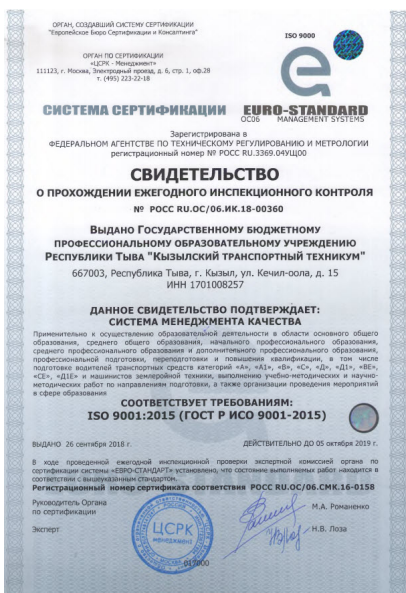 ОРГАН, СОЗДАВШИЙ СИСТЕМУ СЕРТИФИКАЦИИ
"Европейское Бюро Сертификации и Консалтинга"
ISO 9000
ОРГАН ПО СЕРТИФИКАЦИИ
«ЦСРК - Менеджмент»
111123, г. Москва, Электродный проезд, д. 6, стр. 1, оф.28
т. (495) 223-22-18
СИСТЕМА СЕРТИФИКАЦИИ EURO-STANDARD
ОС06 MANAGEMENT SYSTEMS
Зарегистрирована в
ФЕДЕРАЛЬНОМ АГЕНТСТВЕ ПО ТЕХНИЧЕСКОМУ РЕГУЛИРОВАНИЮ И МЕТРОЛОГИИ
регистрационный номер № РОСС RU.3369.04УЩ00
СВИДЕТЕЛЬСТВО
О ПРОХОЖДЕНИИ ЕЖЕГОДНОГО ИНСПЕКЦИОННОГО КОНТРОЛЯ
№ РОСС RU.ОС/06.ИК.18-00360
Выдано Государственному бюджетному
профессиональному образовательному учреждению
Республики Тыва "Кызылский транспортный техникум"
667003, Республика Тыва, г. Кызыл, ул. Кечил-оола, д. 15
ИНН 1701008257
ДАННОЕ СВИДЕТЕЛЬСТВО ПОДТВЕРЖДАЕТ:
СИСТЕМА МЕНЕДЖМЕНТА КАЧЕСТВА
Применительно к осуществлению образовательной деятельности в области основного общего
образования, среднего общего образования, начального профессионального образования,
среднего профессионального образования и дополнительного профессионального образования,
профессиональной подготовки, переподготовки и повышения квалификации, в том числе
подготовке водителей транспортных средств категорий «А», «А1», «В», «С», «Д», «Д1», «ВЕ»,
«СЕ», «Д1Е» и машинистов землеройной техники, выполнению учебно-методических и научно-
методических работ по направлениям подготовки, а также организации проведения мероприятий
в сфере образования
СООТВЕТСТВУЕТ ТРЕБОВАНИЯМ:
ISO 9001:2015 (ГОСТ Р ИСО 9001-2015)
ВЫДАНО 26 сентября 2018 г. ДЕЙСТВИТЕЛЬНО ДО 05 октября 2019 г.
В ходе проведенной ежегодной инспекционной проверки экспертной комиссией органа по
сертификации системы «ЕВРО-СТАНДАРТ» установлено, что состояние выполняемых работ находится в
соответствии с вышеуказанным стандартом.
Регистрационный номер сертификата соответствия РОСС RU.ОС/06.СМК.16-0158
Руководитель Органа
по сертификации
М.А. Романенко
ЦСРК
менеджмент
Эксперт
Н.В. Лоза
017000